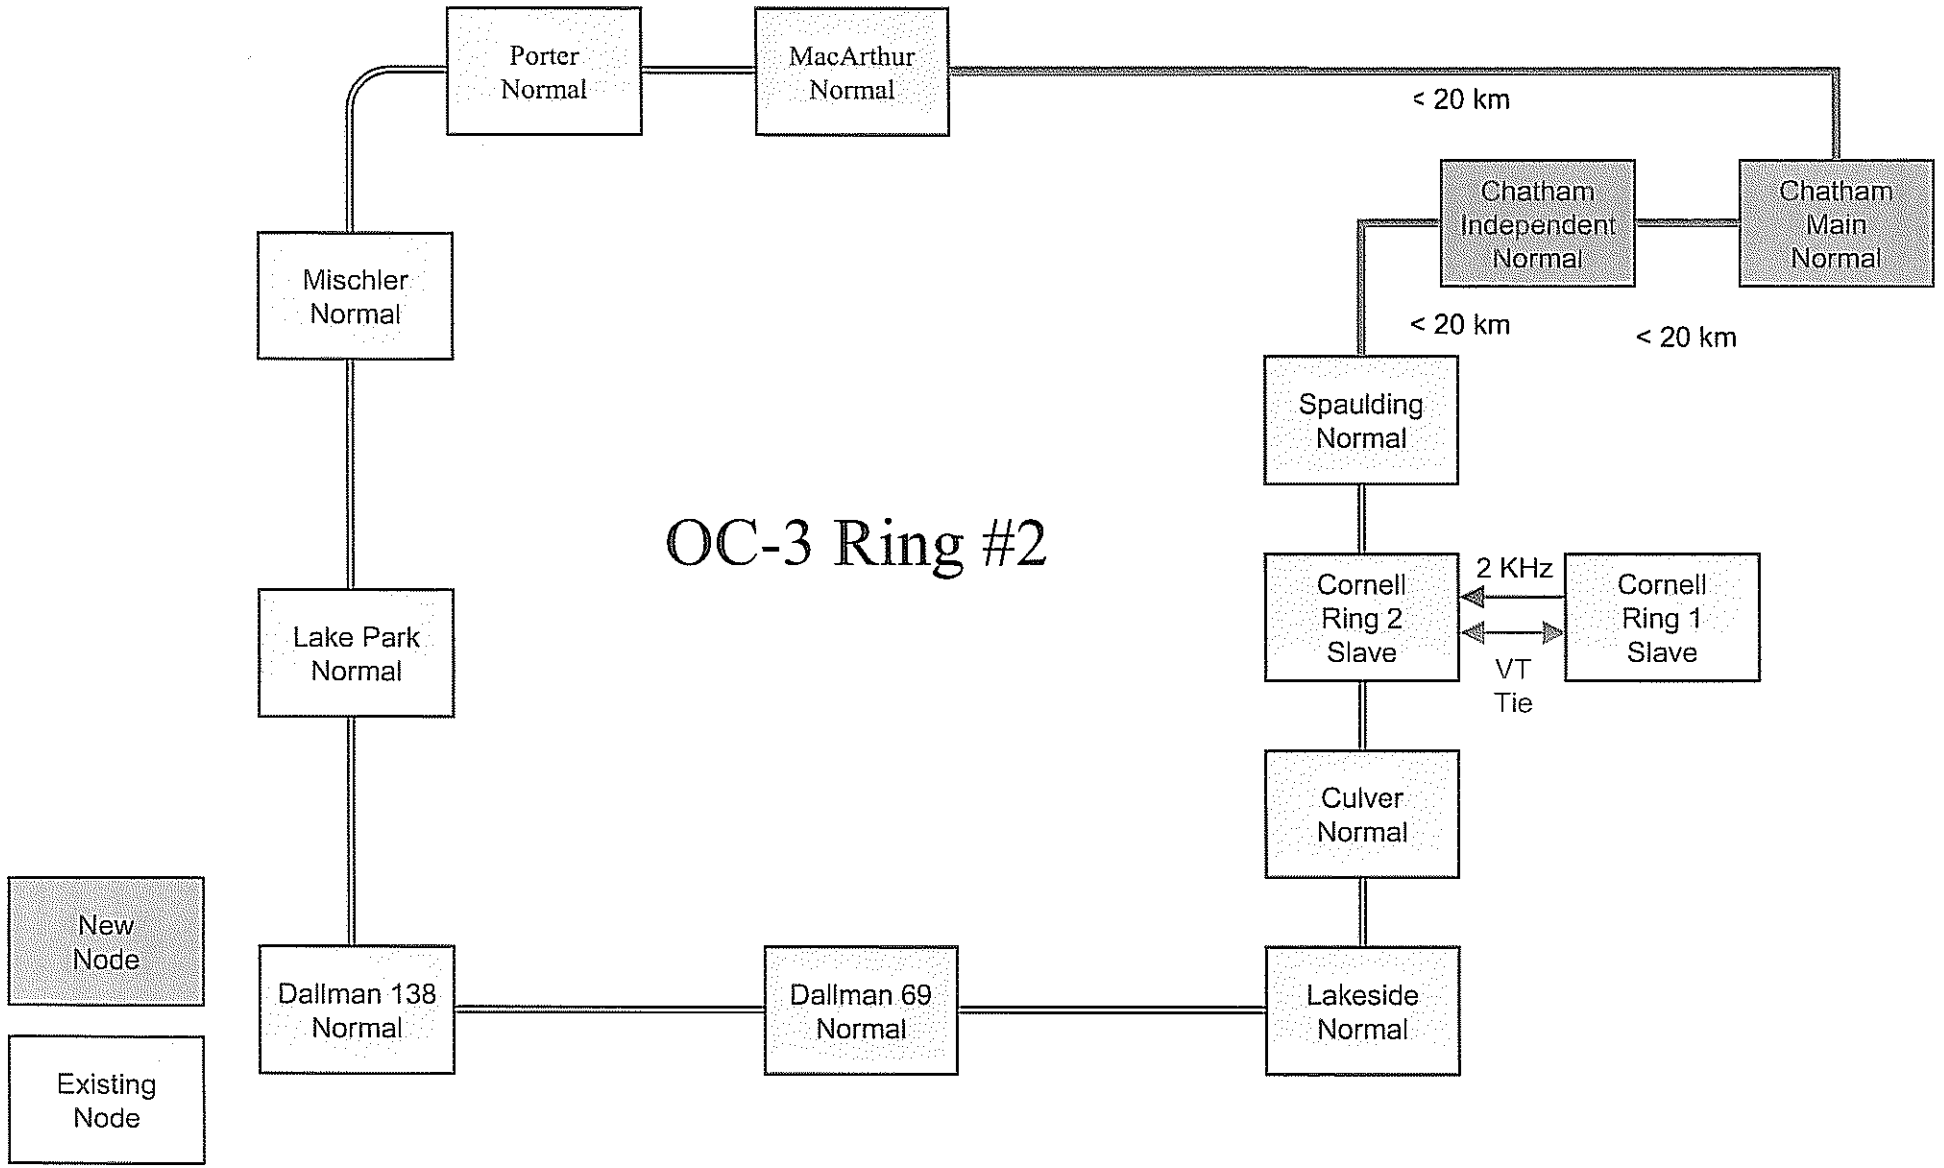 Porter
Normal
MacArthur
Normal
< 20 km
Chatham
Independent
Normal
Chatham
Main
Normal
Mischler
Normal
< 20 km
< 20 km
Spaulding
Normal
OC-3 Ring #2
Cornell
Ring 2
Slave
2 KHz
VT
Tie
Cornell
Ring 1
Slave
Lake Park
Normal
Culver
Normal
New
Node
Dallman 138
Normal
Dallman 69
Normal
Lakeside
Normal
Existing
Node